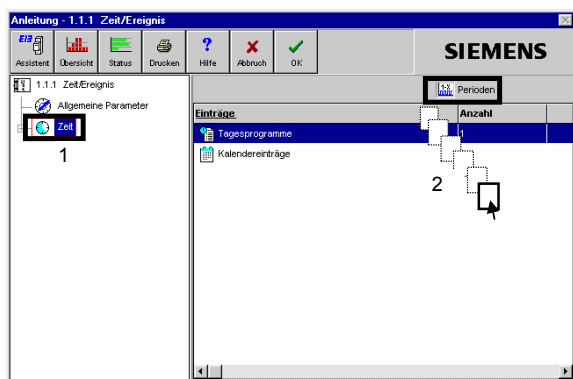 Anleitung - 1.1.1 Zeit/Ereignis
EIB
Assistent Übersicht Status Drucken Hilfe Abbruch OK
SIEMENS
1.1.1 Zeit/Ereignis
Perioden
Allgemeine Parameter
Zeit
1
Einträge Anzahl
Tagesprogramme 1
Kalendereinträge
2